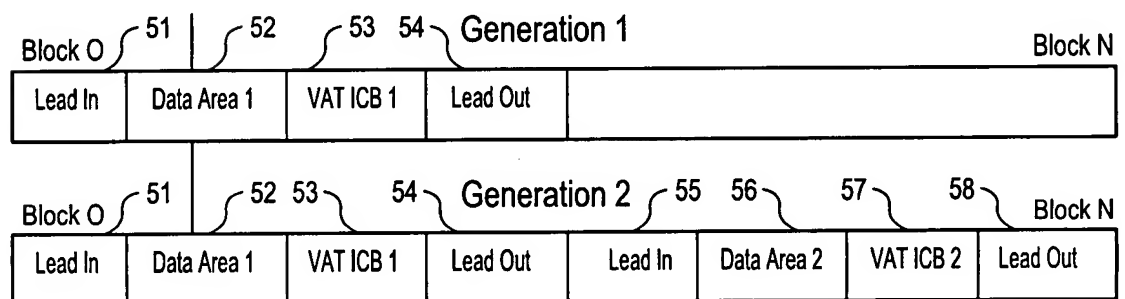 Block O 51 52 53 54 Generation 1 Block N
Lead In Data Area 1 VAT ICB 1 Lead Out
Block O 51 52 53 54 Generation 2 55 56 57 58 Block N
Lead In Data Area 1 VAT ICB 1 Lead Out Lead In Data Area 2 VAT ICB 2 Lead Out